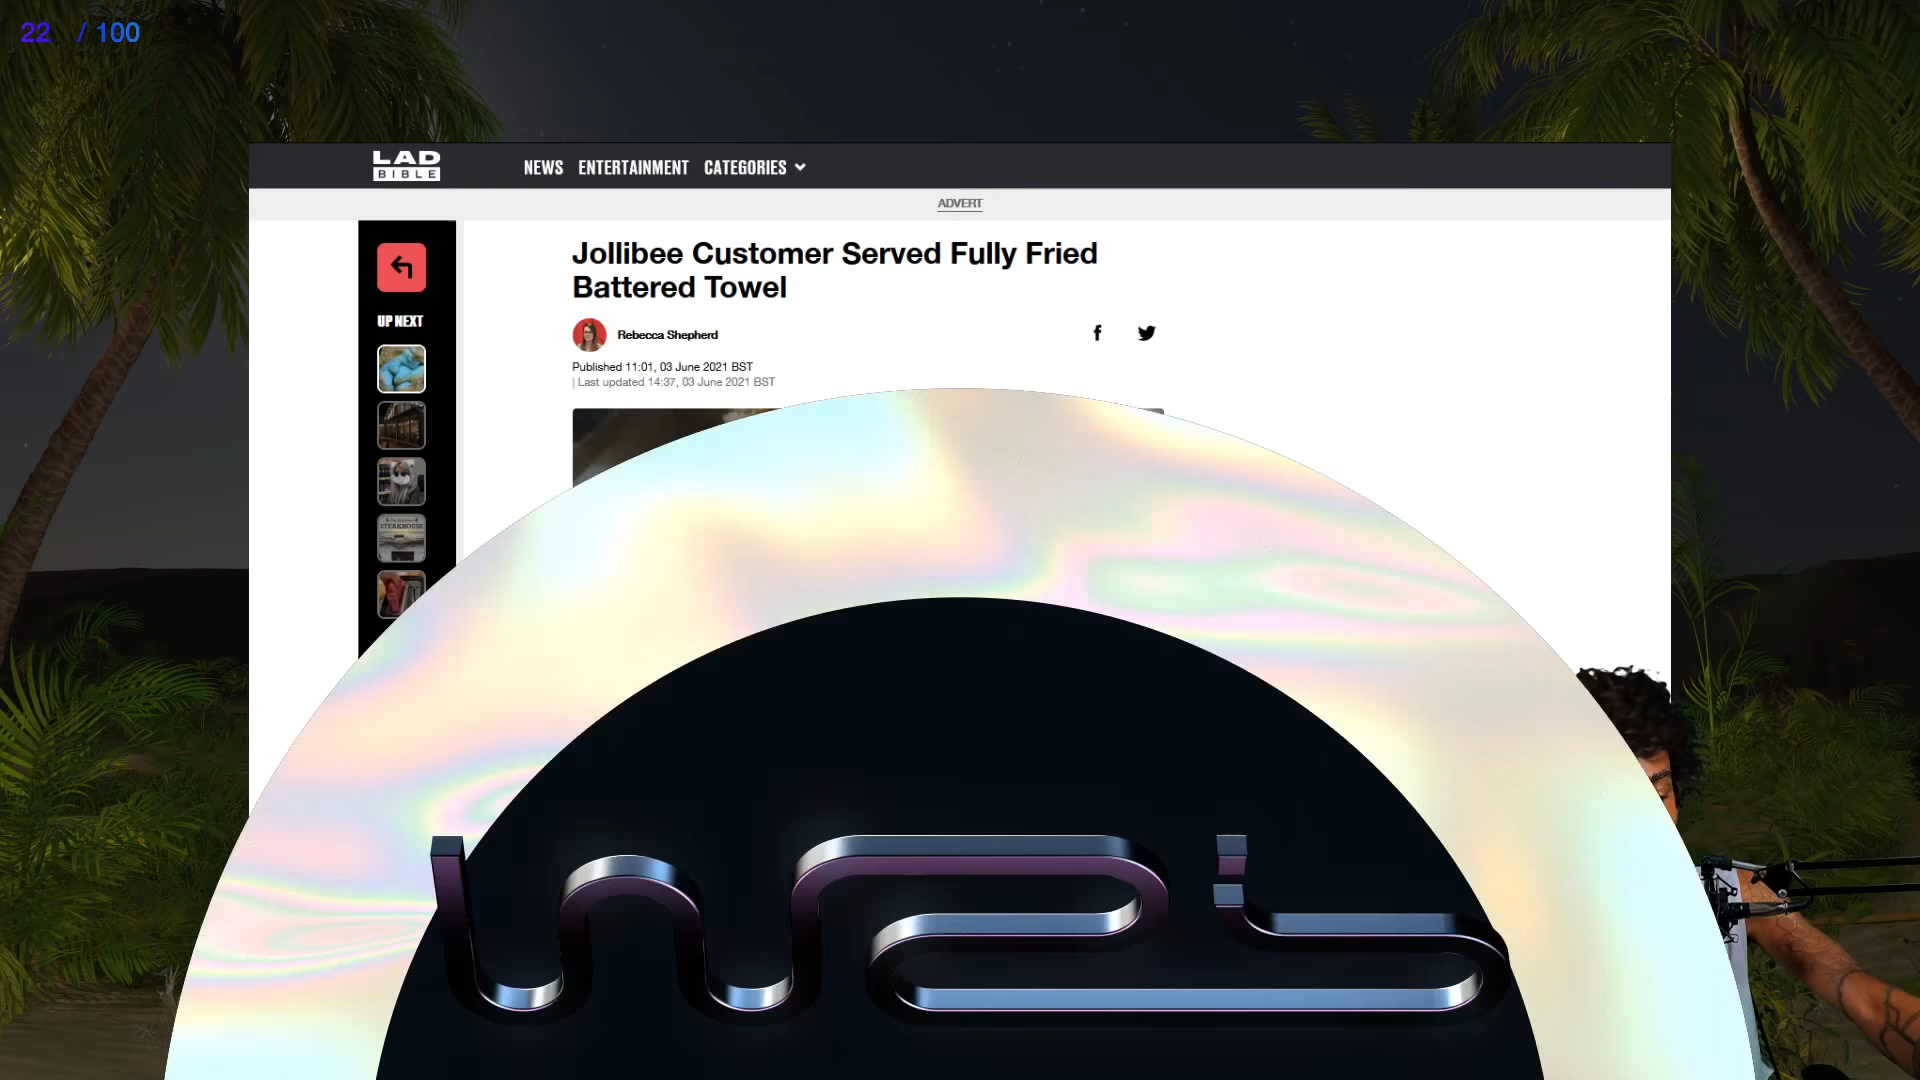 22 / 100
LAD
BIBLE
NEWS ENTERTAINMENT CATEGORIES
ADVERT
Jollibee Customer Served Fully Fried
Battered Towel
UP NEXT
Rebecca Shepherd
Published 11:01, 03 June 2021 BST
| Last updated 14:37, 03 June 2021 BST
STEAKHOUSE